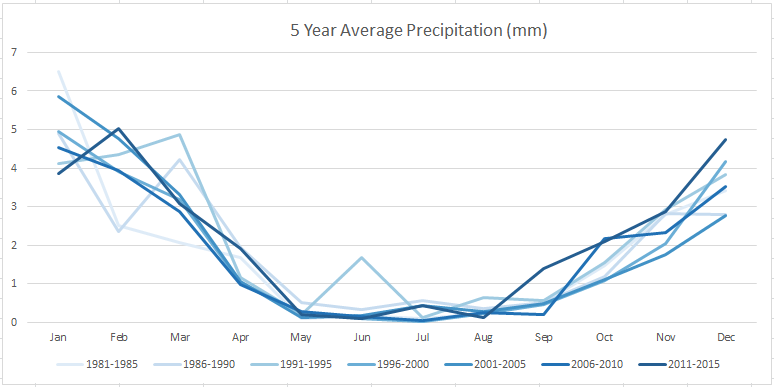 5 Year Average Precipitation (mm)
7
6
5
4
3
2
1
0
Jan Feb Mar Apr May Jun Jul Aug Sep Oct Nov Dec
1981-1985 1986-1990 1991-1995 1996-2000 2001-2005 2006-2010 2011-2015